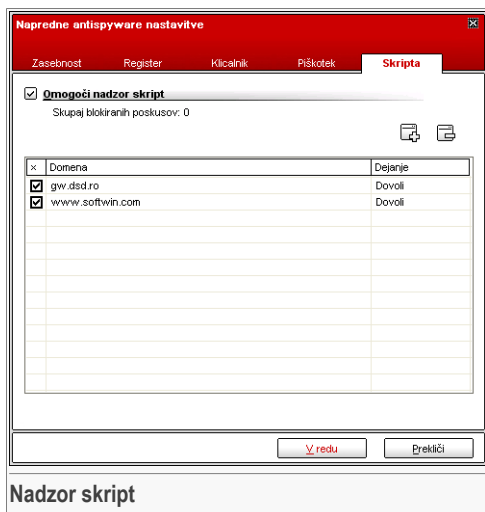 Napredne antispyware nastavitve
Zasebnost Register Klicalnik Piškotek Skripta
Omogoči nadzor skript
Skupaj blokiranih poskusov: 0
× Domena Dejanje
gw.dsd.ro Dovoli
www.softwin.com Dovoli
V redu Prekliči
Nadzor skript